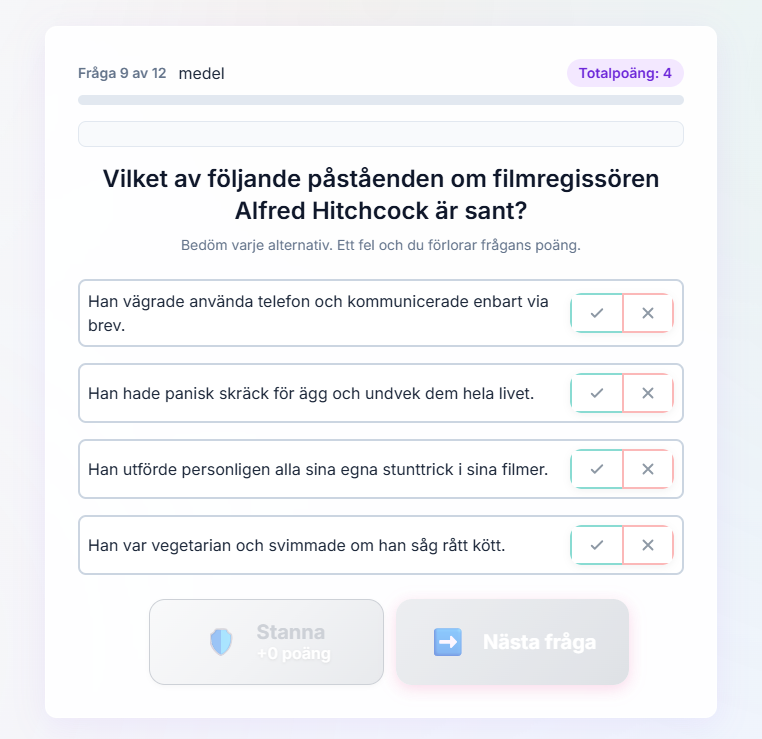 Fråga 9 av 12 medel
Totalpoäng: 4
Vilket av följande påståenden om filmregissören
Alfred Hitchcock är sant?
Bedöm varje alternativ. Ett fel och du förlorar frågans poäng.
Han vägrade använda telefon och kommunicerade enbart via
brev.
Han hade panisk skräck för ägg och undvek dem hela livet.
Han utförde personligen alla sina egna stunttrick i sina filmer.
Han var vegetarian och svimmade om han såg rått kött.
Stanna
+0 poäng
Nästa fråga